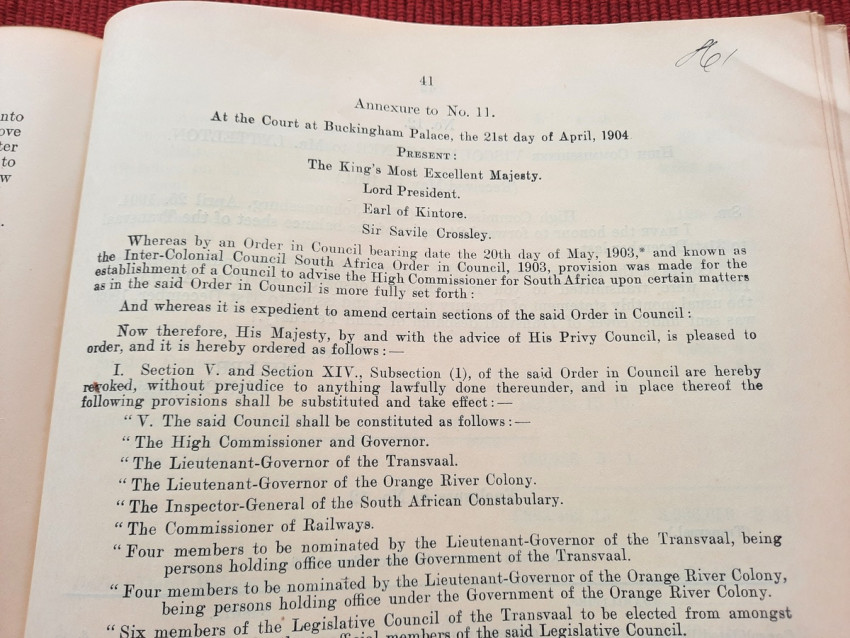 nto
ove
ter
to
w
.
41
Annexure to No. 11.
At the Court at Buckingham Palace, the 21st day of April, 1904.
PRESENT:
The King's Most Excellent Majesty.
Lord President.
Earl of Kintore.
Sir Savile Crossley.
Whereas by an Order in Council bearing date the 20th day of May, 1903,* and known as
the Inter-Colonial Council South Africa Order in Council, 1903, provision was made for the
establishment of a Council to advise the High Commissioner for South Africa upon certain matters
as in the said Order in Council is more fully set forth:
And whereas it is expedient to amend certain sections of the said Order in Council:
Now therefore, His Majesty, by and with the advice of His Privy Council, is pleased to
order, and it is hereby ordered as follows:—
I. Section V. and Section XIV., Subsection (1), of the said Order in Council are hereby
revoked, without prejudice to anything lawfully done thereunder, and in place thereof the
following provisions shall be substituted and take effect:—
"V. The said Council shall be constituted as follows:—
"The High Commissioner and Governor.
"The Lieutenant-Governor of the Transvaal.
"The Lieutenant-Governor of the Orange River Colony.
"The Inspector-General of the South African Constabulary.
"The Commissioner of Railways.
"Four members to be nominated by the Lieutenant-Governor of the Transvaal, being
persons holding office under the Government of the Transvaal.
"Four members to be nominated by the Lieutenant-Governor of the Orange River Colony,
being persons holding office under the Government of the Orange River Colony.
"Six members of the Legislative Council of the Transvaal to be elected from amongst
members of the said Legislative Council.